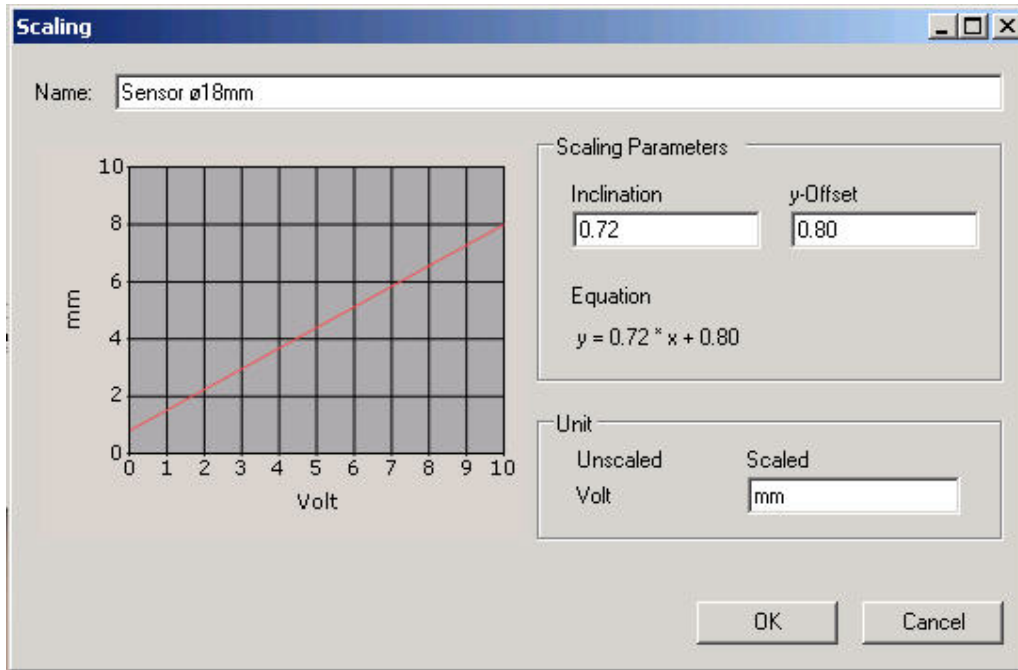 Scaling
Name: Sensor ø18mm
10
8
6
4
2
0
mm
0 1 2 3 4 5 6 7 8 9 10
Volt
Scaling Parameters
Inclination y-Offset
0.72 0.80
Equation
y = 0.72 * x + 0.80
Unit
Unscaled Scaled
Volt mm
OK Cancel